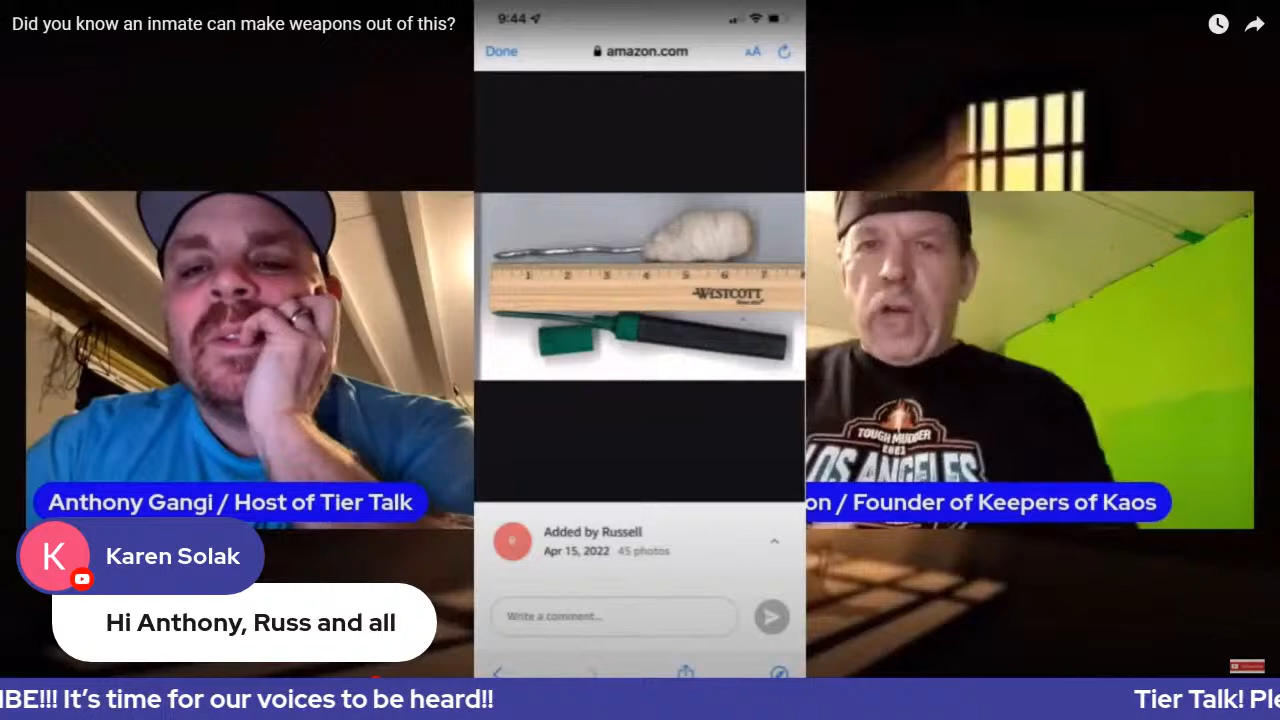 Did you know an inmate can make weapons out of this?
9:44
Done
amazon.com
AA
1 2 3 4 5 6 7
WESTCOTT
TOUGH MUDDER
2021
LOS ANGELES
Anthony Gangi / Host of Tier Talk
on / Founder of Keepers of Kaos
Added by Russell
Apr 15, 2022 45 photos
K
Karen Solak
Hi Anthony, Russ and all
Write a comment...
IBE!!! It’s time for our voices to be heard!!
Tier Talk! Ple